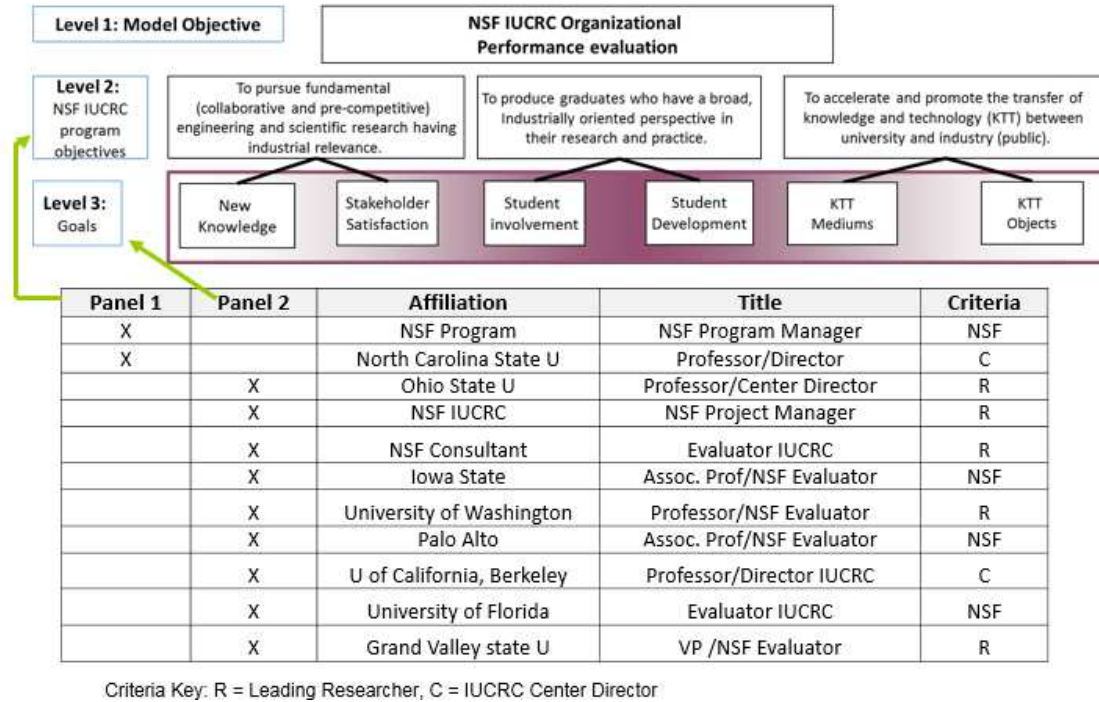 Level 1: Model Objective
NSF IUCRC Organizational
Performance evaluation
Level 2:
NSF IUCRC
program
objectives
To pursue fundamental
(collaborative and pre-competitive)
engineering and scientific research having
industrial relevance.
To produce graduates who have a broad,
Industrially oriented perspective in
their research and practice.
To accelerate and promote the transfer of
knowledge and technology (KTT) between
university and industry (public).
Level 3:
Goals
New
Knowledge
Stakeholder
Satisfaction
Student
involvement
Student
Development
KTT
Mediums
KTT
Objects
Panel 1 Panel 2 Affiliation Title Criteria
X NSF Program NSF Program Manager NSF
X North Carolina State U Professor/Director C
X Ohio State U Professor/Center Director R
X NSF IUCRC NSF Project Manager R
X NSF Consultant Evaluator IUCRC R
X Iowa State Assoc. Prof/NSF Evaluator NSF
X University of Washington Professor/NSF Evaluator R
X Palo Alto Assoc. Prof/NSF Evaluator NSF
X U of California, Berkeley Professor/Director IUCRC C
X University of Florida Evaluator IUCRC NSF
X Grand Valley state U VP /NSF Evaluator R
Criteria Key: R = Leading Researcher, C = IUCRC Center Director